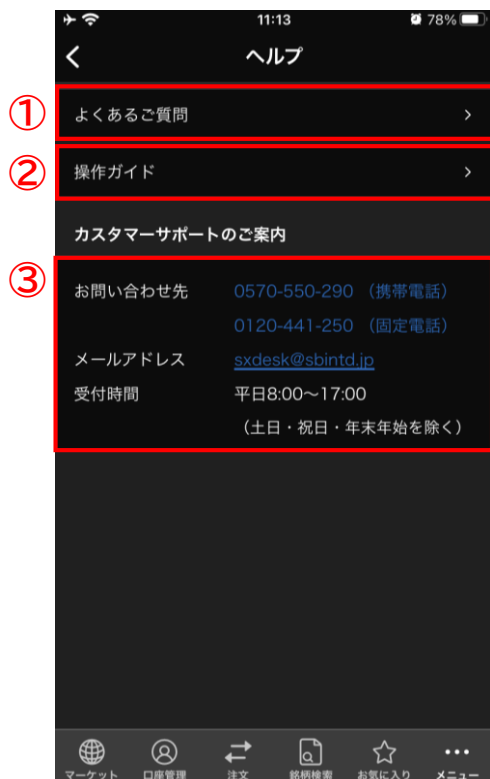 11:13
78%
ヘルプ
① よくあるご質問
② 操作ガイド
カスタマーサポートのご案内
③ お問い合わせ先 0570-550-290 （携帯電話）
0120-441-250 （固定電話）
メールアドレス sxdesk@sbintd.jp
受付時間 平日8:00～17:00
（土日・祝日・年末年始を除く）
マーケット 口座管理 注文 銘柄検索 お気に入り メニュー